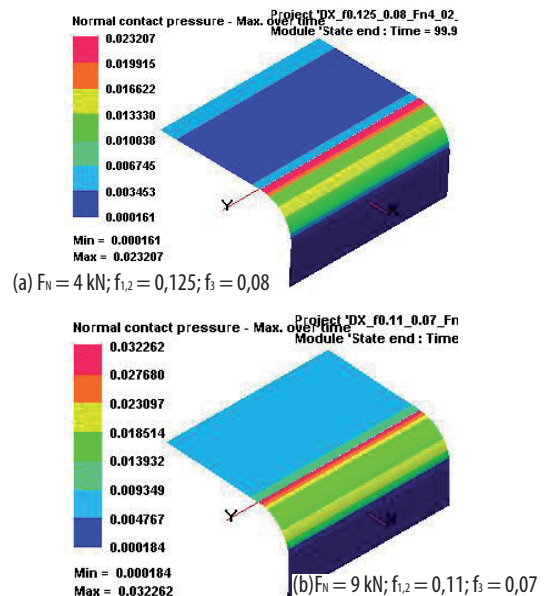 Normal contact pressure - Max. over time
Project 'DX_f0.125_0.08_Fn4_02_
Module 'State end : Time = 99.9
0.023207
0.019915
0.016622
0.013330
0.010038
0.006745
0.003453
0.000161
Y
Min = 0.000161
Max = 0.023207
(a) FN = 4 kN; f1,2 = 0,125; f3 = 0,08
Normal contact pressure - Max. over time
Project 'DX_f0.11_0.07_Fn
Module 'State end : Time
0.032262
0.027680
0.023097
0.018514
0.013932
0.009349
0.004767
0.000184
Y
Min = 0.000184
Max = 0.032262
(b) FN = 9 kN; f1,2 = 0,11; f3 = 0,07